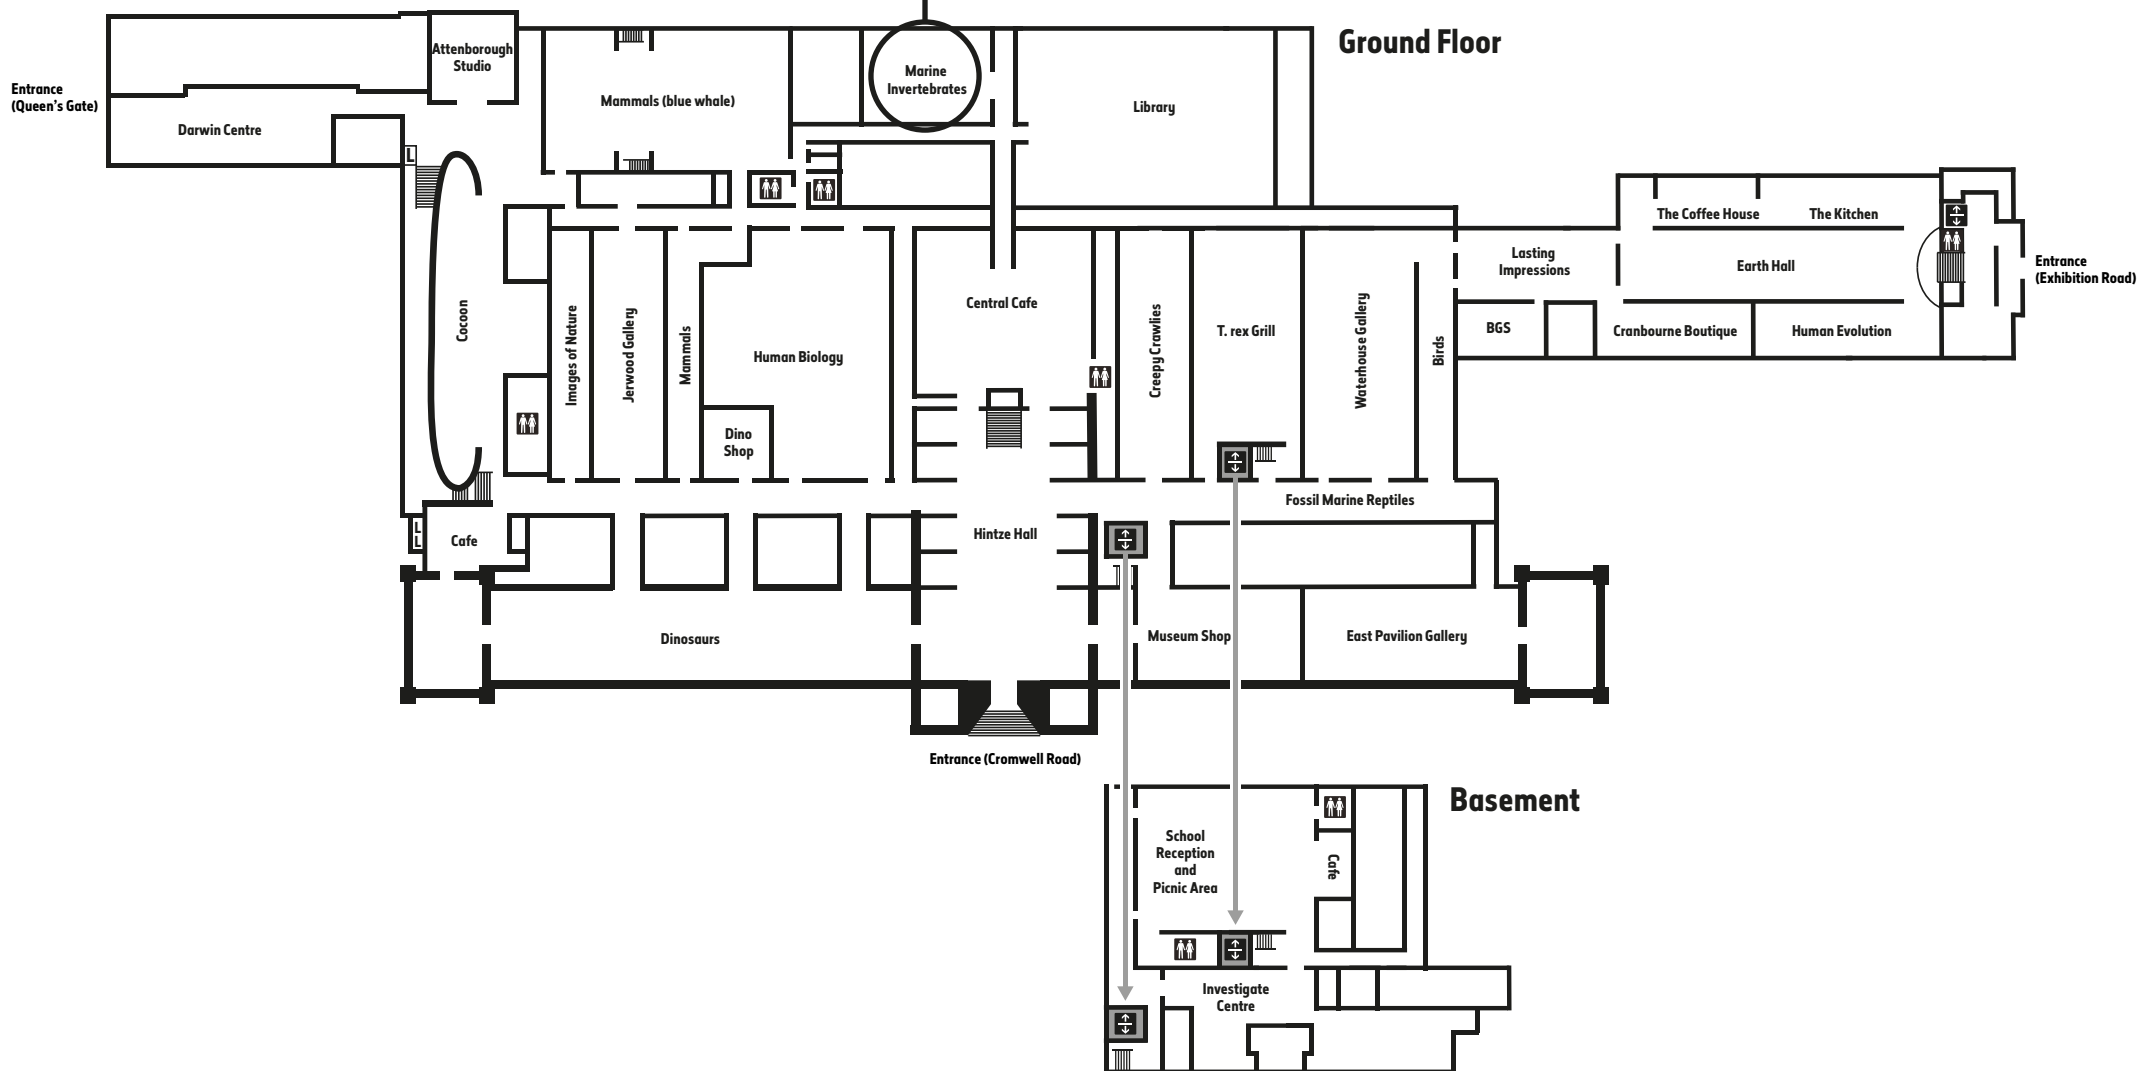 Ground Floor
Attenborough
Studio
Entrance
(Queen's Gate)
Darwin Centre
L
Mammals (blue whale)
Marine
Invertebrates
Library
The Coffee House
The Kitchen
Lasting
Impressions
Earth Hall
Entrance
(Exhibition Road)
BGS
Cranbourne Boutique
Human Evolution
Cocoon
Images of Nature
Jerwood Gallery
Mammals
Human Biology
Dino
Shop
Central Cafe
Creepy Crawlies
T. rex Grill
Waterhouse Gallery
Birds
Fossil Marine Reptiles
L
L
Cafe
Hintze Hall
Dinosaurs
Museum Shop
East Pavilion Gallery
Entrance (Cromwell Road)
Basement
School
Reception
and
Picnic Area
Cafe
Investigate
Centre